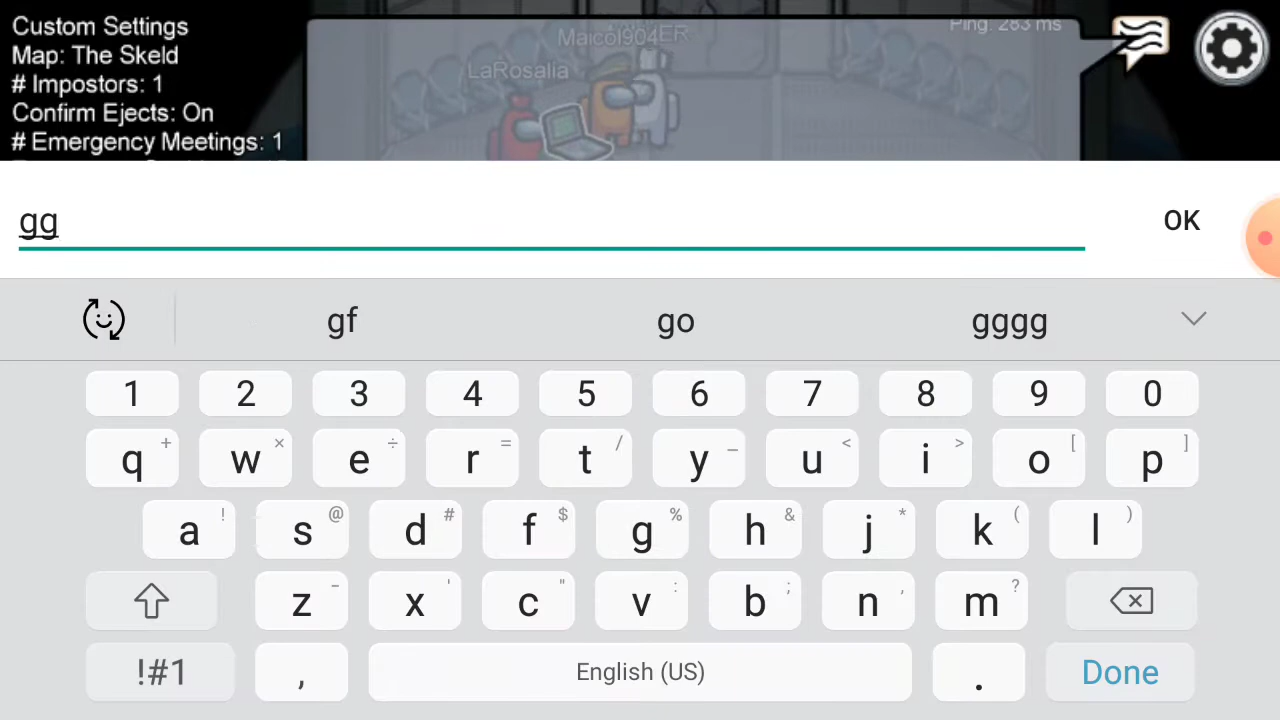 Custom Settings
Map: The Skeld
# Impostors: 1
Confirm Ejects: On
# Emergency Meetings: 1
Maicol904ER
LaRosalia
Ping: 283 ms
gg
OK
gf go gggg
1 2 3 4 5 6 7 8 9 0
q + w × e ÷ r = t / y _ u < i > o [ p ]
a ! s @ d # f $ g % h & j * k ( l )
z - x ' c " v : b ; n , m ?
!#1 , English (US) . Done